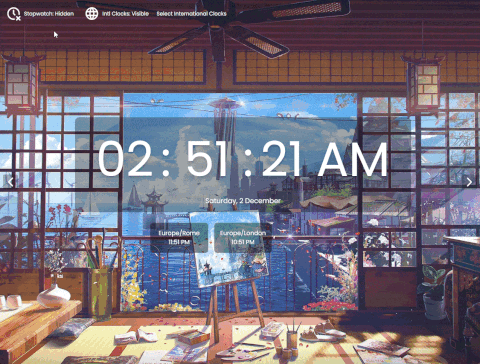 Stopwatch: Hidden
Intl Clocks: Visible
Select International Clocks
02 : 51 : 21 AM
Saturday, 2 December
Europe/Rome
11:51 PM
Europe/London
10:51 PM